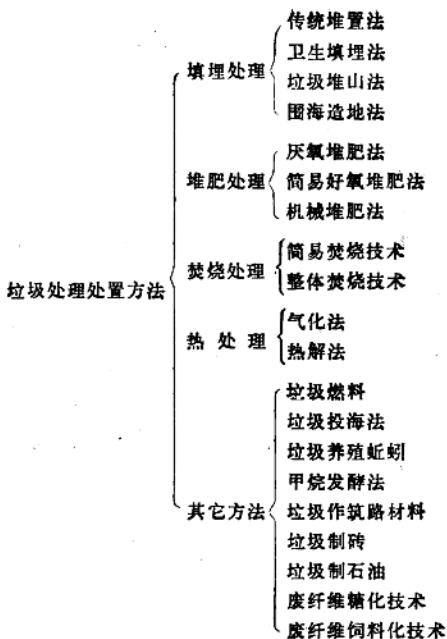 垃圾处理处置方法
填埋处理
传统堆置法
卫生填埋法
垃圾堆山法
围海造地法
堆肥处理
厌氧堆肥法
简易好氧堆肥法
机械堆肥法
焚烧处理
简易焚烧技术
整体焚烧技术
热处理
气化法
热解法
其它方法
垃圾燃料
垃圾投海法
垃圾养殖蚯蚓
甲烷发酵法
垃圾作筑路材料
垃圾制砖
垃圾制石油
废纤维糖化技术
废纤维饲料化技术